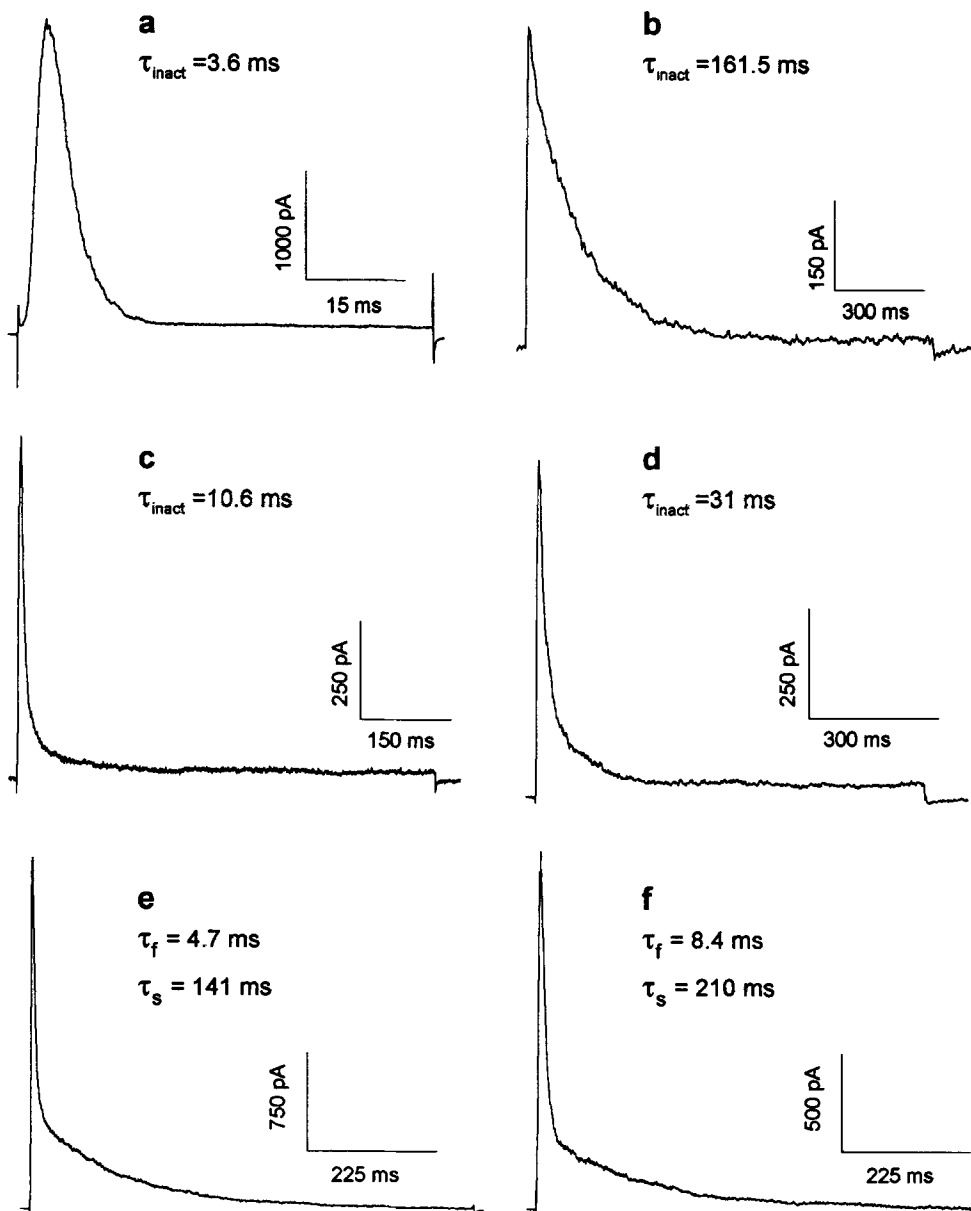 a
τinact =3.6 ms
1000 pA
15 ms
b
τinact =161.5 ms
150 pA
300 ms
c
τinact =10.6 ms
250 pA
150 ms
d
τinact =31 ms
250 pA
300 ms
e
τf = 4.7 ms
τs = 141 ms
750 pA
225 ms
f
τf = 8.4 ms
τs = 210 ms
500 pA
225 ms